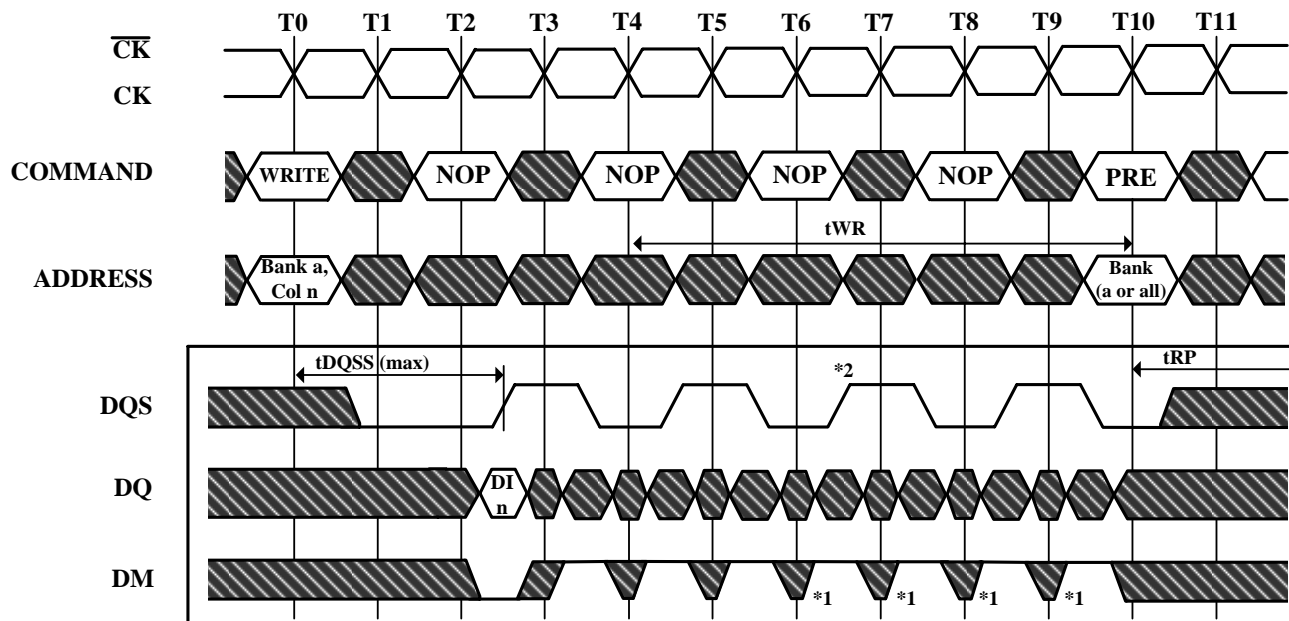 T0 T1 T2 T3 T4 T5 T6 T7 T8 T9 T10 T11
CK
CK
COMMAND WRITE NOP NOP NOP NOP PRE
tWR
ADDRESS Bank a, Col n Bank (a or all)
tDQSS (max) *2 tRP
DQS
DQ DI n
DM *1 *1 *1 *1